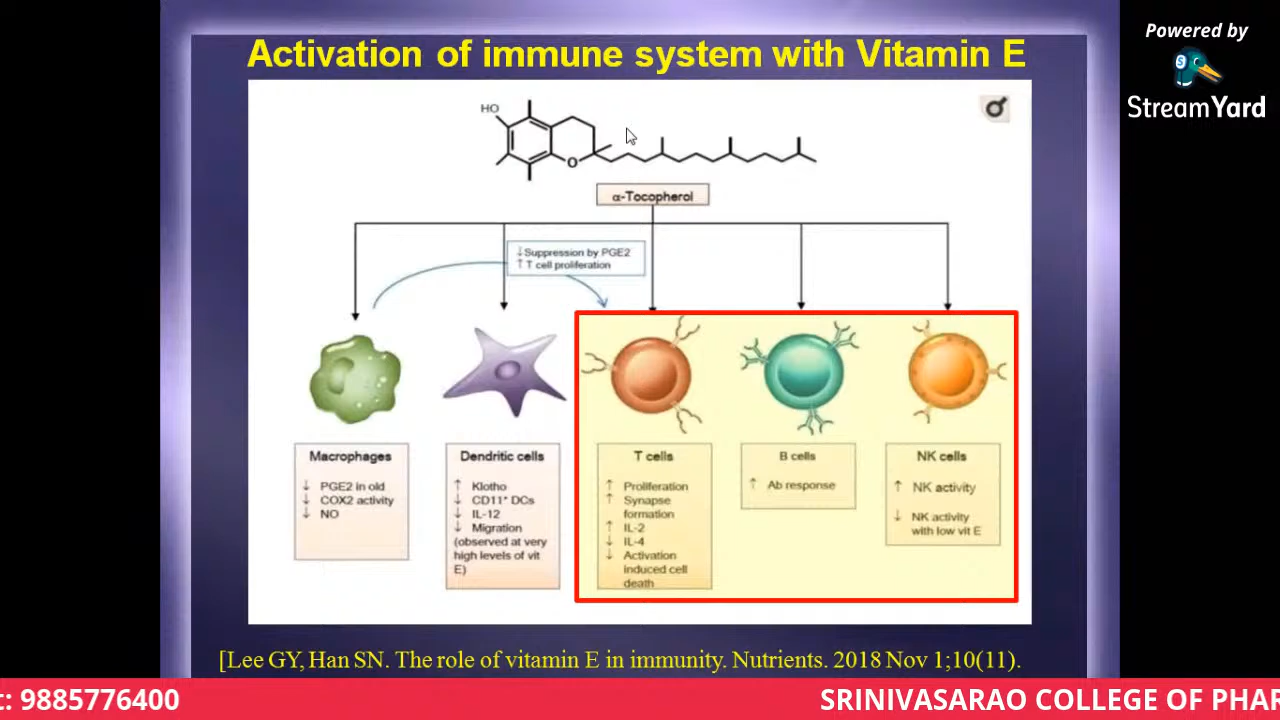 Activation of immune system with Vitamin E
Powered by
StreamYard
HO
O
α-Tocopherol
↓Suppression by PGE2
↑ T cell proliferation
Macrophages
↓ PGE2 in old
↓ COX2 activity
↓ NO
Dendritic cells
↑ Klotho
↓ CD11⁺ DCs
↓ IL-12
↓ Migration
(observed at very
high levels of vit
E)
T cells
↑ Proliferation
↑ Synapse
formation
↑ IL-2
↓ IL-4
↓ Activation
induced cell
death
B cells
↑ Ab response
NK cells
↑ NK activity
↓ NK activity
with low vit E
[Lee GY, Han SN. The role of vitamin E in immunity. Nutrients. 2018 Nov 1;10(11).
t: 9885776400
SRINIVASARAO COLLEGE OF PHAR